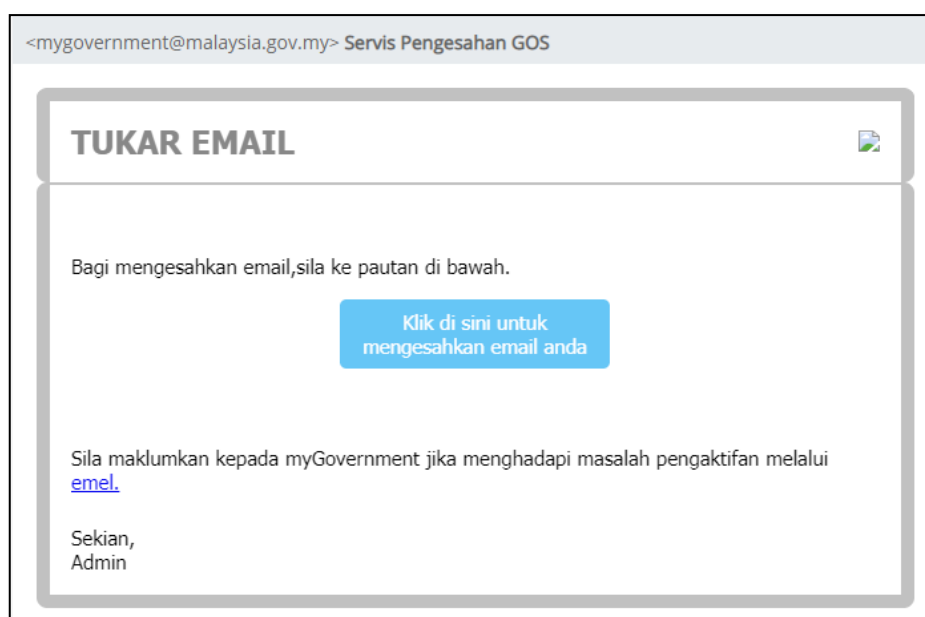 <mygovernment@malaysia.gov.my> Servis Pengesahan GOS
TUKAR EMAIL
Bagi mengesahkan email,sila ke pautan di bawah.
Klik di sini untuk
mengesahkan email anda
Sila maklumkan kepada myGovernment jika menghadapi masalah pengaktifan melalui
emel.
Sekian,
Admin